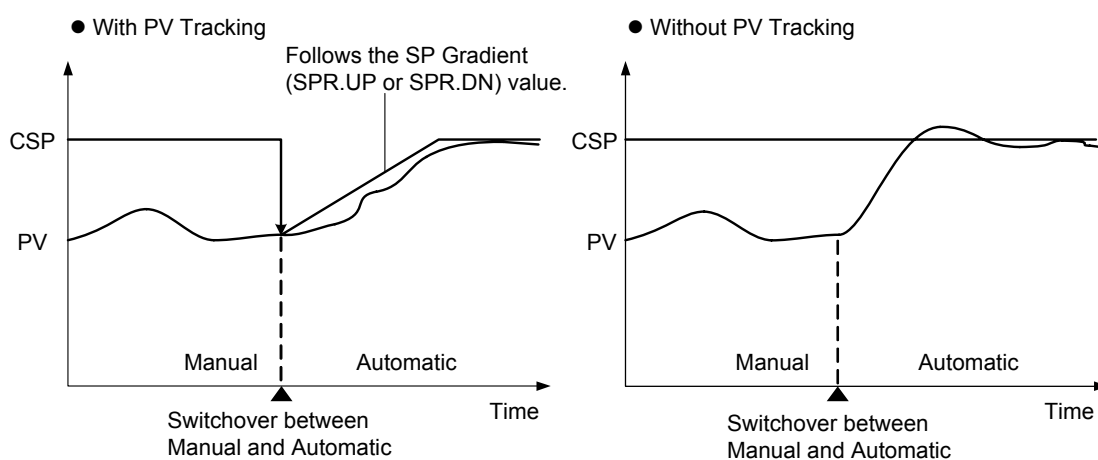 ● With PV Tracking
Follows the SP Gradient
(SPR.UP or SPR.DN) value.
CSP
PV
Manual
Automatic
Time
Switchover between
Manual and Automatic
● Without PV Tracking
CSP
PV
Manual
Automatic
Time
Switchover between
Manual and Automatic